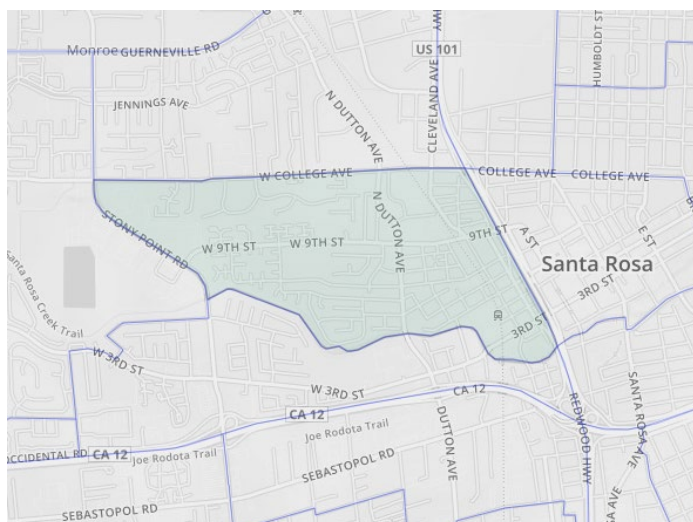 Monroe GUERNEVILLE RD
US 101
HWY
HUMBOLDT ST
JENNINGS AVE
N DUTTON AVE
CLEVELAND AVE
W COLLEGE AVE
COLLEGE AVE
COLLEGE AVE
STONY POINT RD
N DUTTON AVE
W 9TH ST
W 9TH ST
9TH ST
A ST
E ST
Santa Rosa
Santa Rosa Creek Trail
3RD ST
3RD ST
W 3RD ST
W 3RD ST
CA 12
CA 12
DUTTON AVE
REDWOOD HWY
SANTA ROSA AVE
OCCIDENTAL RD
CA 12
Joe Rodota Trail
Joe Rodota Trail
SEBASTOPOL RD
SEBASTOPOL RD
SA AVE